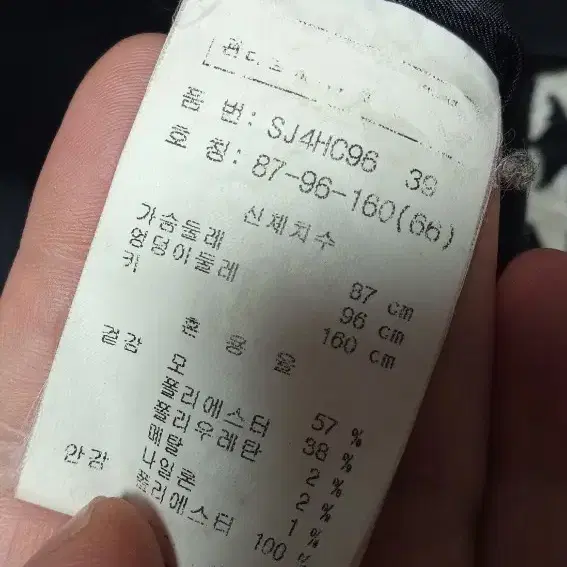 품 번: SJ4HC96 39
호 칭: 87-96-160(66)
신체치수
가슴둘레 87 cm
엉덩이둘레 96 cm
키 160 cm
혼 용 율
겉감 모 57 %
폴리에스터 38 %
폴리우레탄 2 %
메탈 2 %
나일론 1 %
안감 폴리에스터 100 %